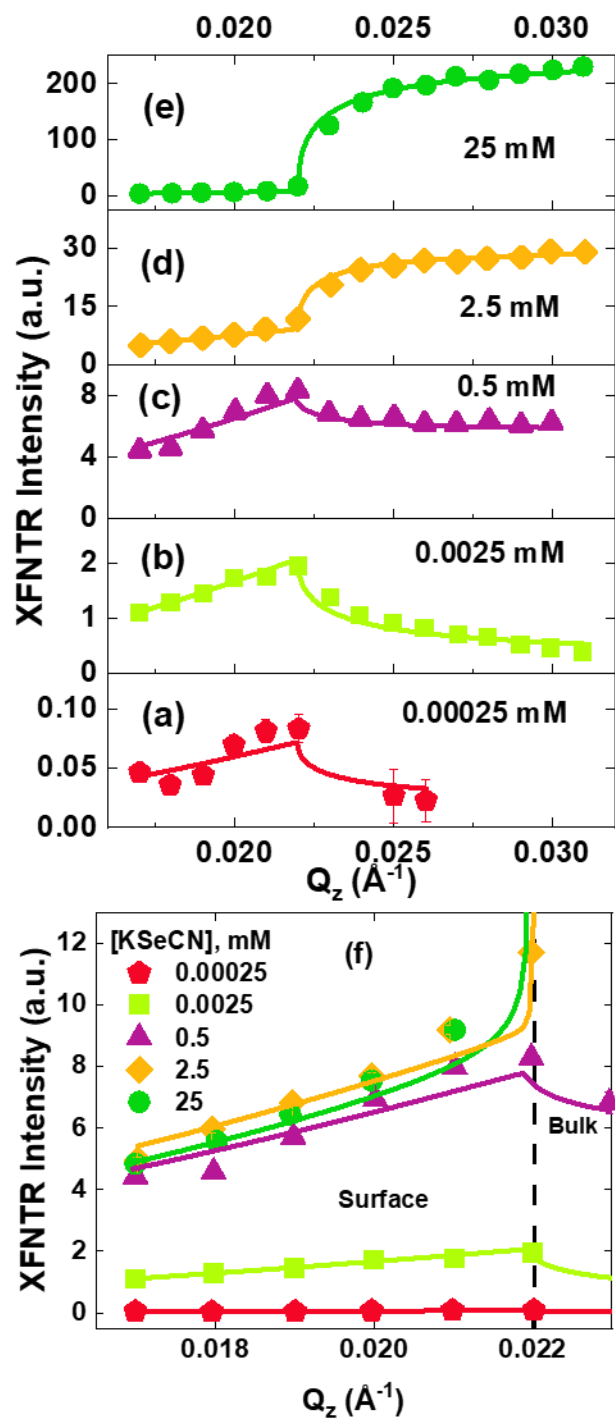 0.020 0.025 0.030
200
100
0
(e)
25 mM
30
15
0
(d)
2.5 mM
8
4
0
(c)
0.5 mM
2
1
0
(b)
0.0025 mM
0.10
0.05
0.00
(a)
0.00025 mM
XFNTR Intensity (a.u.)
0.020 0.025 0.030
Q_z (Å⁻¹)
12
10
8
6
4
2
0
XFNTR Intensity (a.u.)
[KSeCN], mM
(f)
0.00025
0.0025
0.5
2.5
25
Bulk
Surface
0.018 0.020 0.022
Q_z (Å⁻¹)